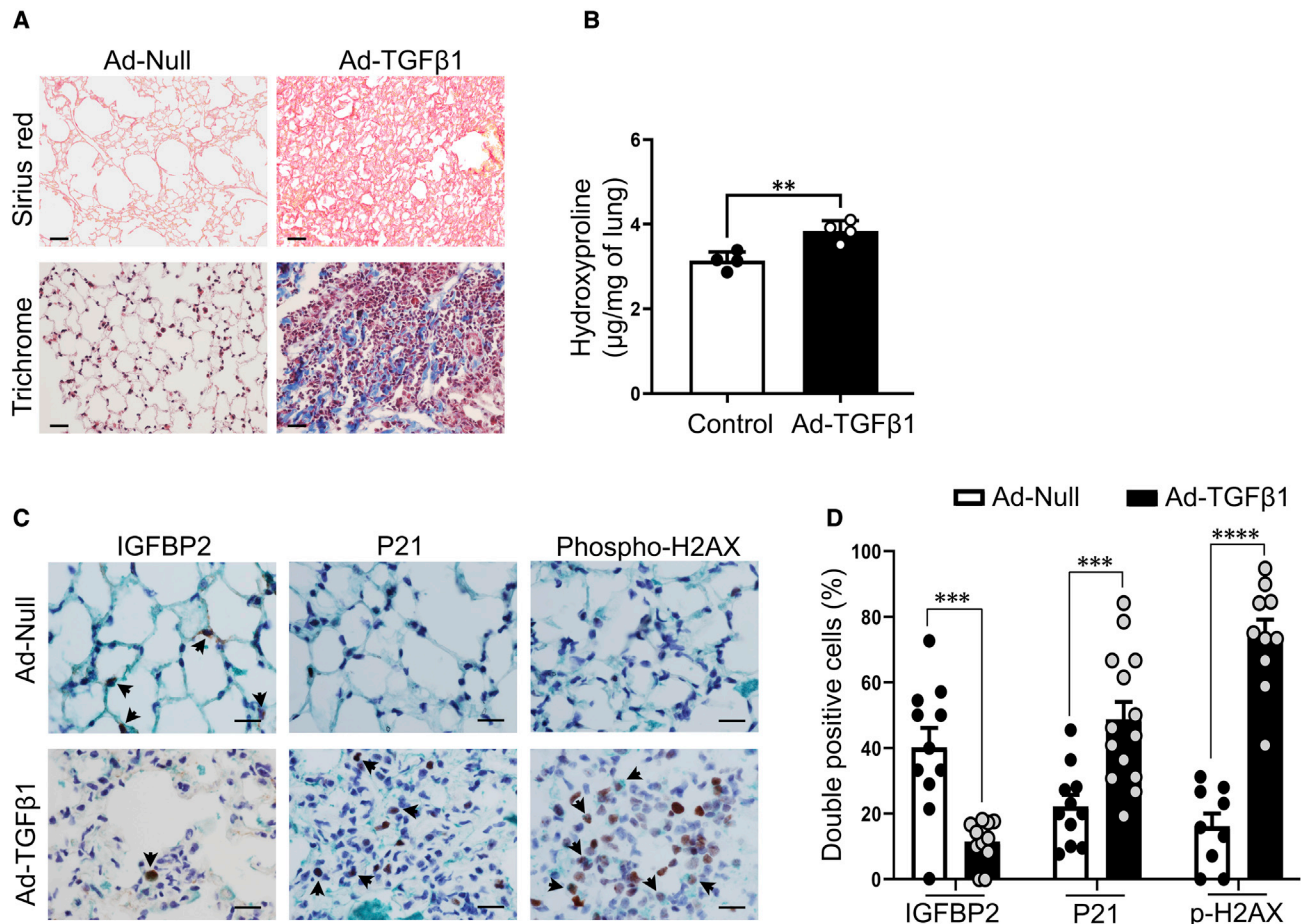 A
Ad-Null Ad-TGFβ1
Sirius red
Trichrome
B
Hydroxyproline
(µg/mg of lung)
6
4
2
0
**
Control Ad-TGFβ1
C
IGFBP2 P21 Phospho-H2AX
Ad-Null
Ad-TGFβ1
D
Ad-Null Ad-TGFβ1
Double positive cells (%)
100
80
60
40
20
0
*** *** ****
IGFBP2 P21 p-H2AX